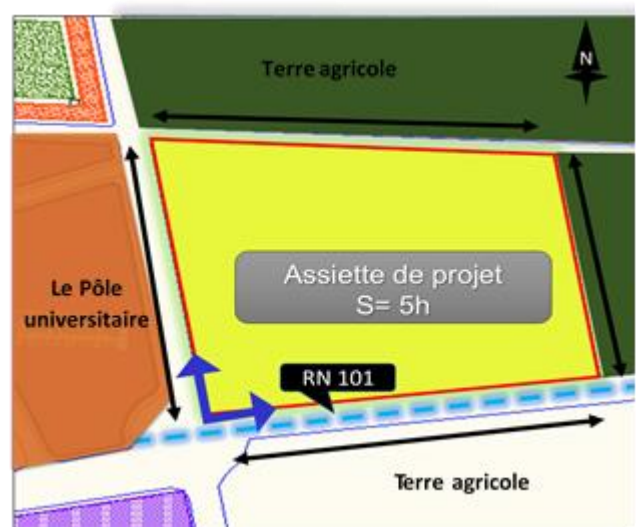 Terre agricole
N
Assiette de projet
S= 5h
Le Pôle
universitaire
RN 101
Terre agricole